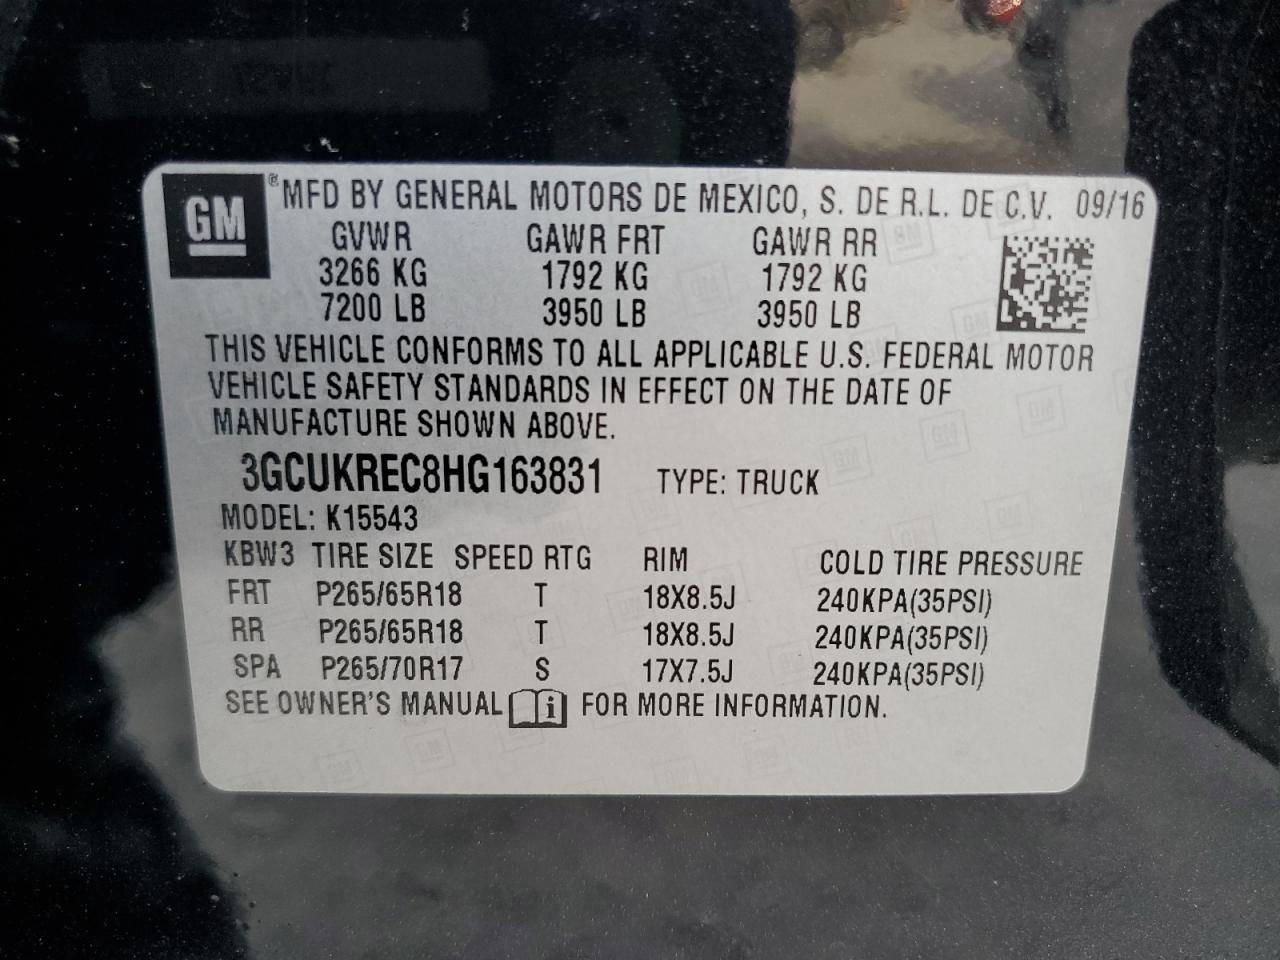 GM ® MFD BY GENERAL MOTORS DE MEXICO, S. DE R.L. DE C.V. 09/16
GVWR GAWR FRT GAWR RR
3266 KG 1792 KG 1792 KG
7200 LB 3950 LB 3950 LB
THIS VEHICLE CONFORMS TO ALL APPLICABLE U.S. FEDERAL MOTOR
VEHICLE SAFETY STANDARDS IN EFFECT ON THE DATE OF
MANUFACTURE SHOWN ABOVE.
3GCUKREC8HG163831 TYPE: TRUCK
MODEL: K15543
KBW3 TIRE SIZE SPEED RTG RIM COLD TIRE PRESSURE
FRT P265/65R18 T 18X8.5J 240KPA(35PSI)
RR P265/65R18 T 18X8.5J 240KPA(35PSI)
SPA P265/70R17 S 17X7.5J 240KPA(35PSI)
SEE OWNER'S MANUAL i FOR MORE INFORMATION.